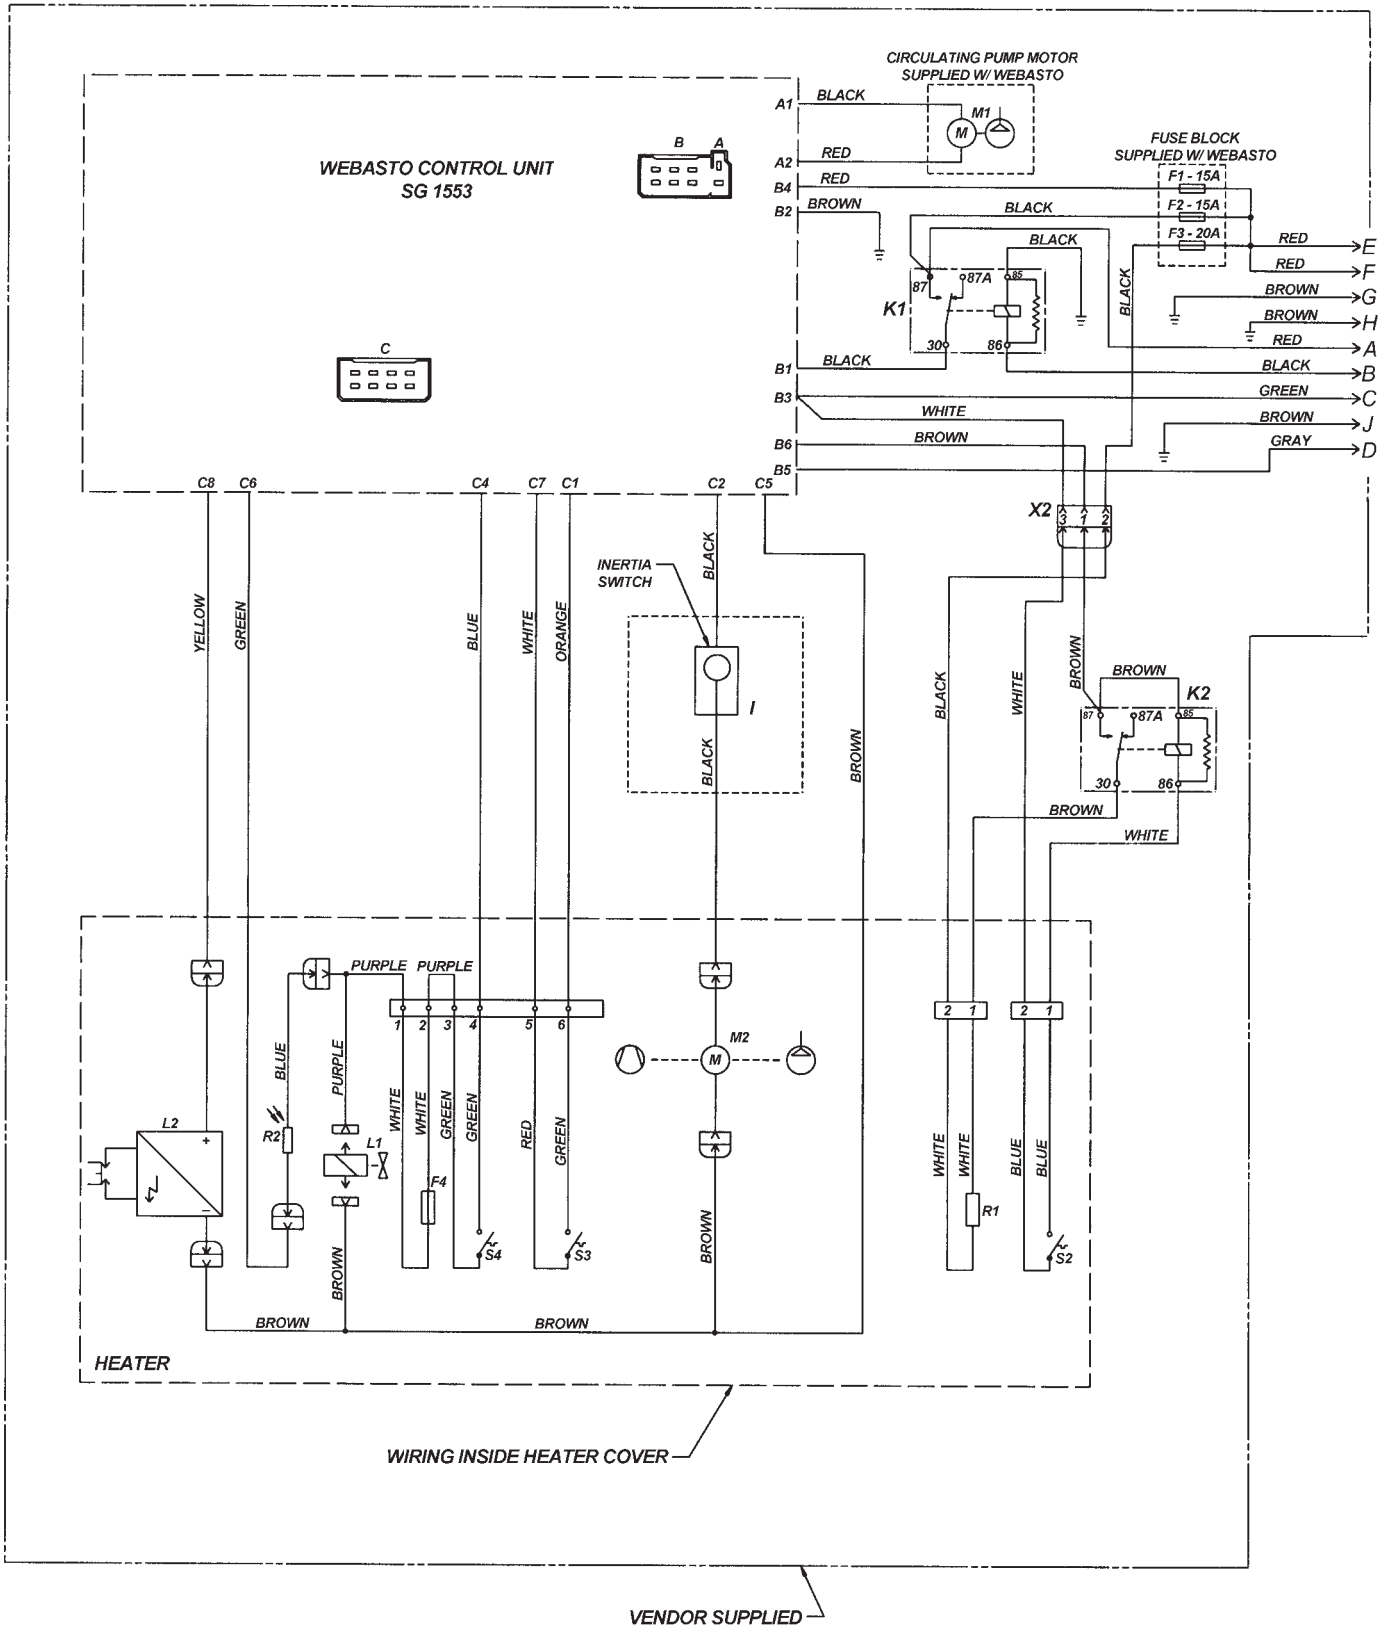 CIRCULATING PUMP MOTOR
SUPPLIED W/ WEBASTO
A1
BLACK
M1
M
B
A
WEBASTO CONTROL UNIT
SG 1553
A2
RED
FUSE BLOCK
SUPPLIED W/ WEBASTO
B4
RED
F1 - 15A
B2
BROWN
BLACK
F2 - 15A
F3 - 20A
BLACK
RED
E
RED
F
87
87A
85
BLACK
BROWN
G
K1
BROWN
H
30
86
RED
A
C
B1
BLACK
BLACK
B
B3
GREEN
C
WHITE
BROWN
J
B6
BROWN
GRAY
D
B5
C8
C6
C4
C7
C1
C2
C5
X2
3
1
2
INERTIA
SWITCH
BLACK
YELLOW
GREEN
BLUE
WHITE
ORANGE
BLACK
WHITE
BROWN
BROWN
K2
I
87
87A
85
BLACK
BROWN
30
86
BROWN
WHITE
PURPLE
PURPLE
1
2
3
4
5
6
2
1
2
1
M2
M
BLUE
PURPLE
L2
+
–
R2
L1
WHITE
WHITE
GREEN
GREEN
RED
GREEN
WHITE
WHITE
BLUE
BLUE
F4
S4
S3
R1
S2
BROWN
BROWN
BROWN
BROWN
HEATER
WIRING INSIDE HEATER COVER
VENDOR SUPPLIED